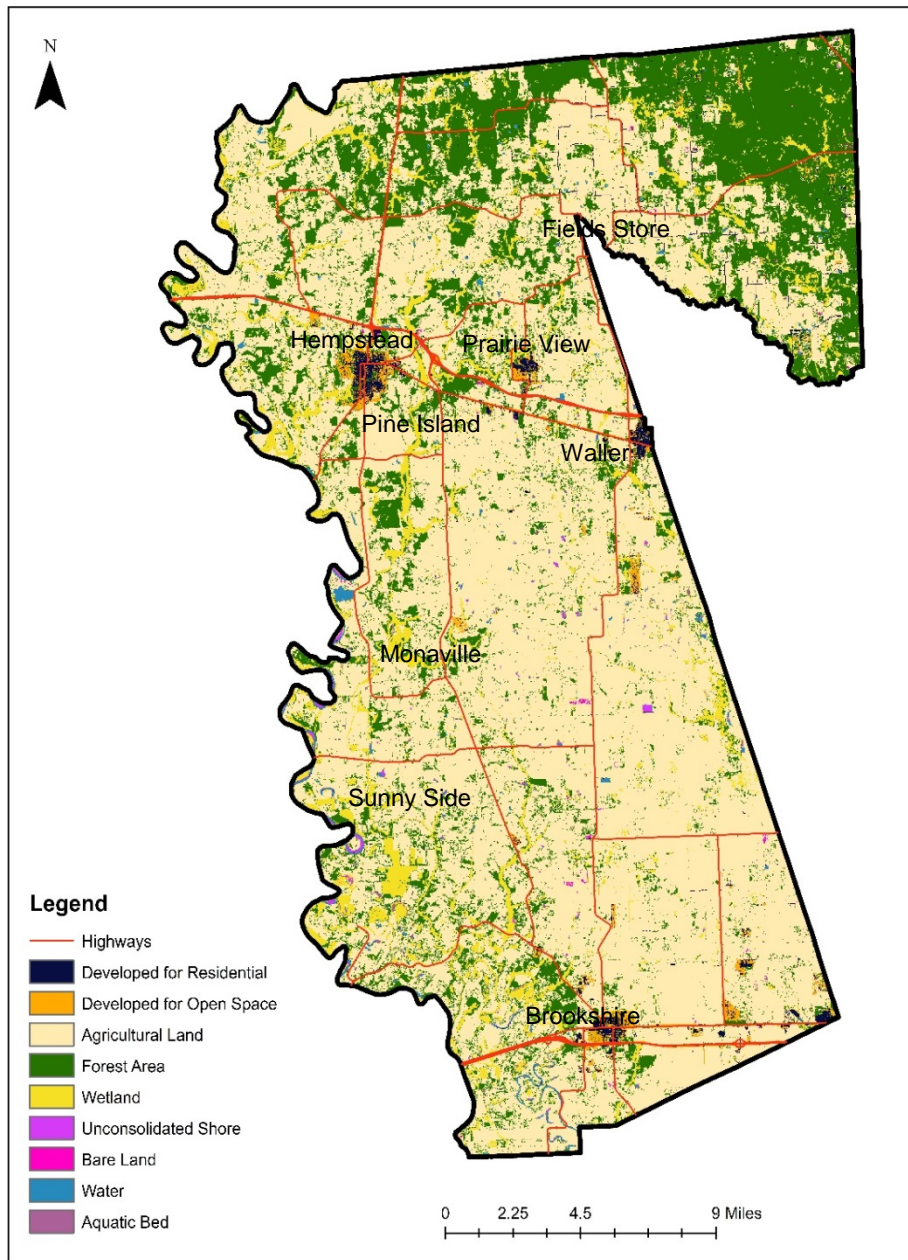 N
Fields Store
Hempstead
Prairie View
Pine Island
Waller
Monaville
Sunny Side
Brookshire
Legend
Highways
Developed for Residential
Developed for Open Space
Agricultural Land
Forest Area
Wetland
Unconsolidated Shore
Bare Land
Water
Aquatic Bed
0 2.25 4.5 9 Miles